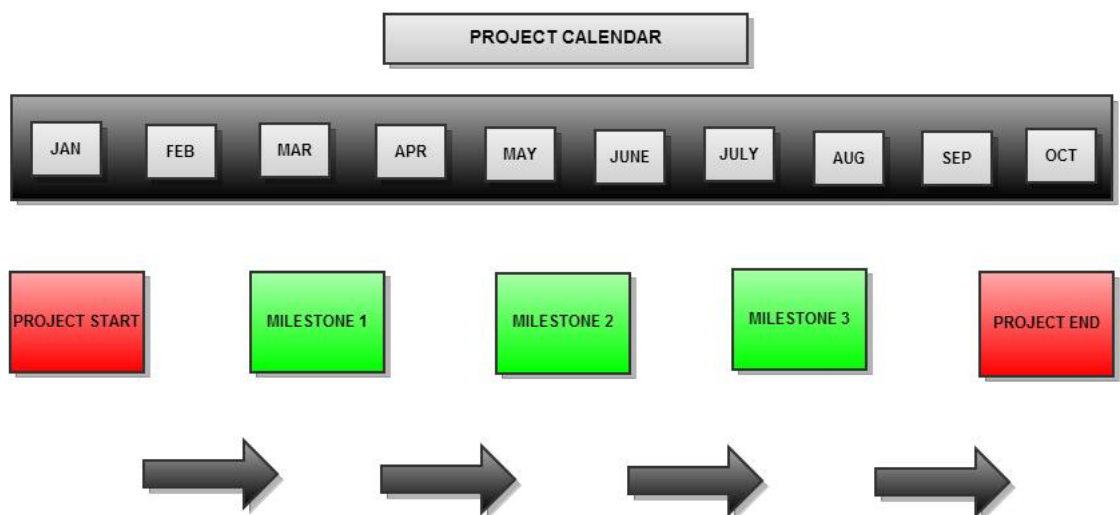 PROJECT CALENDAR
JAN
FEB
MAR
APR
MAY
JUNE
JULY
AUG
SEP
OCT
PROJECT START
MILESTONE 1
MILESTONE 2
MILESTONE 3
PROJECT END